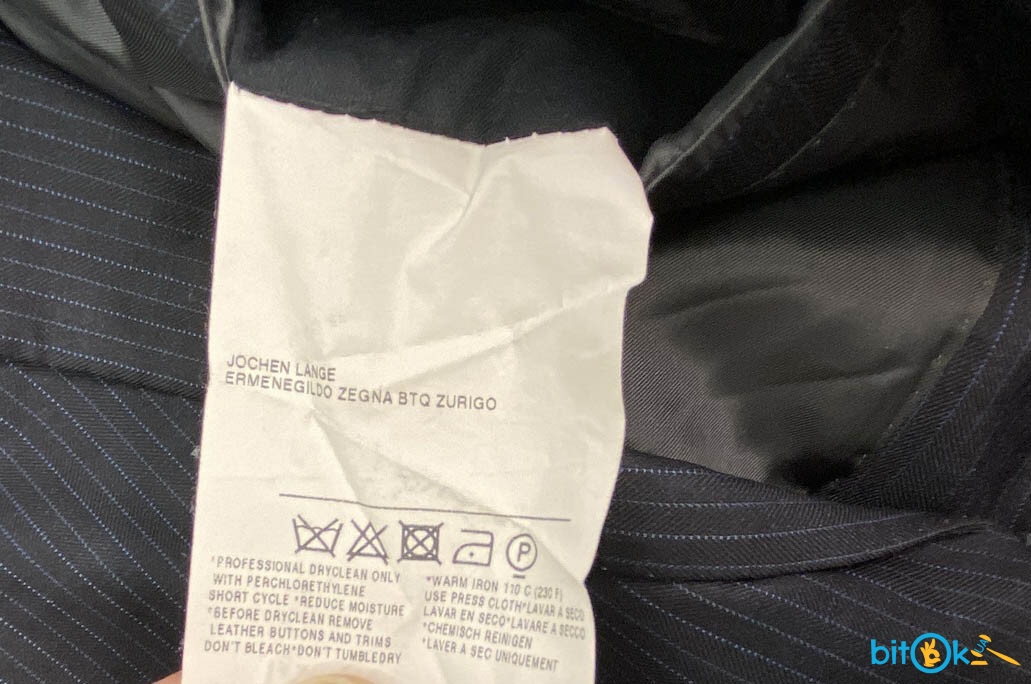 JOCHEN LANGE
ERMENEGILDO ZEGNA BTQ ZURIGO
P
*PROFESSIONAL DRYCLEAN ONLY
WITH PERCHLORETHYLENE
SHORT CYCLE *REDUCE MOISTURE
*BEFORE DRYCLEAN REMOVE
LEATHER BUTTONS AND TRIMS
DON'T BLEACH*DON'T TUMBLEDRY
*WARM IRON 110 C (230 F)
USE PRESS CLOTH*LAVAR A SECO
LAVAR EN SECO*LAVARE A SECCO
*CHEMISCH REINIGEN
*LAVER A SEC UNIQUEMENT
bitOk